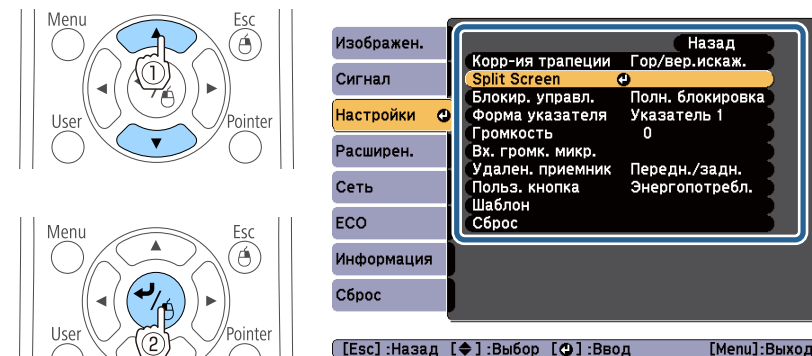 Menu
Esc
1
User
Pointer
Menu
Esc
User
Pointer
2
Изображен.
Сигнал
Настройки
Расширен.
Сеть
ECO
Информация
Сброс
Назад
Корр-ия трапеции Гор/вер.искаж.
Split Screen
Блокир. управл. Полн. блокировка
Форма указателя Указатель 1
Громкость 0
Вх. громк. микр.
Удален. приемник Передн./задн.
Польз. кнопка Энергопотребл.
Шаблон
Сброс
[Esc] :Назад [◆] :Выбор [⏎] :Ввод [Menu]:Выход